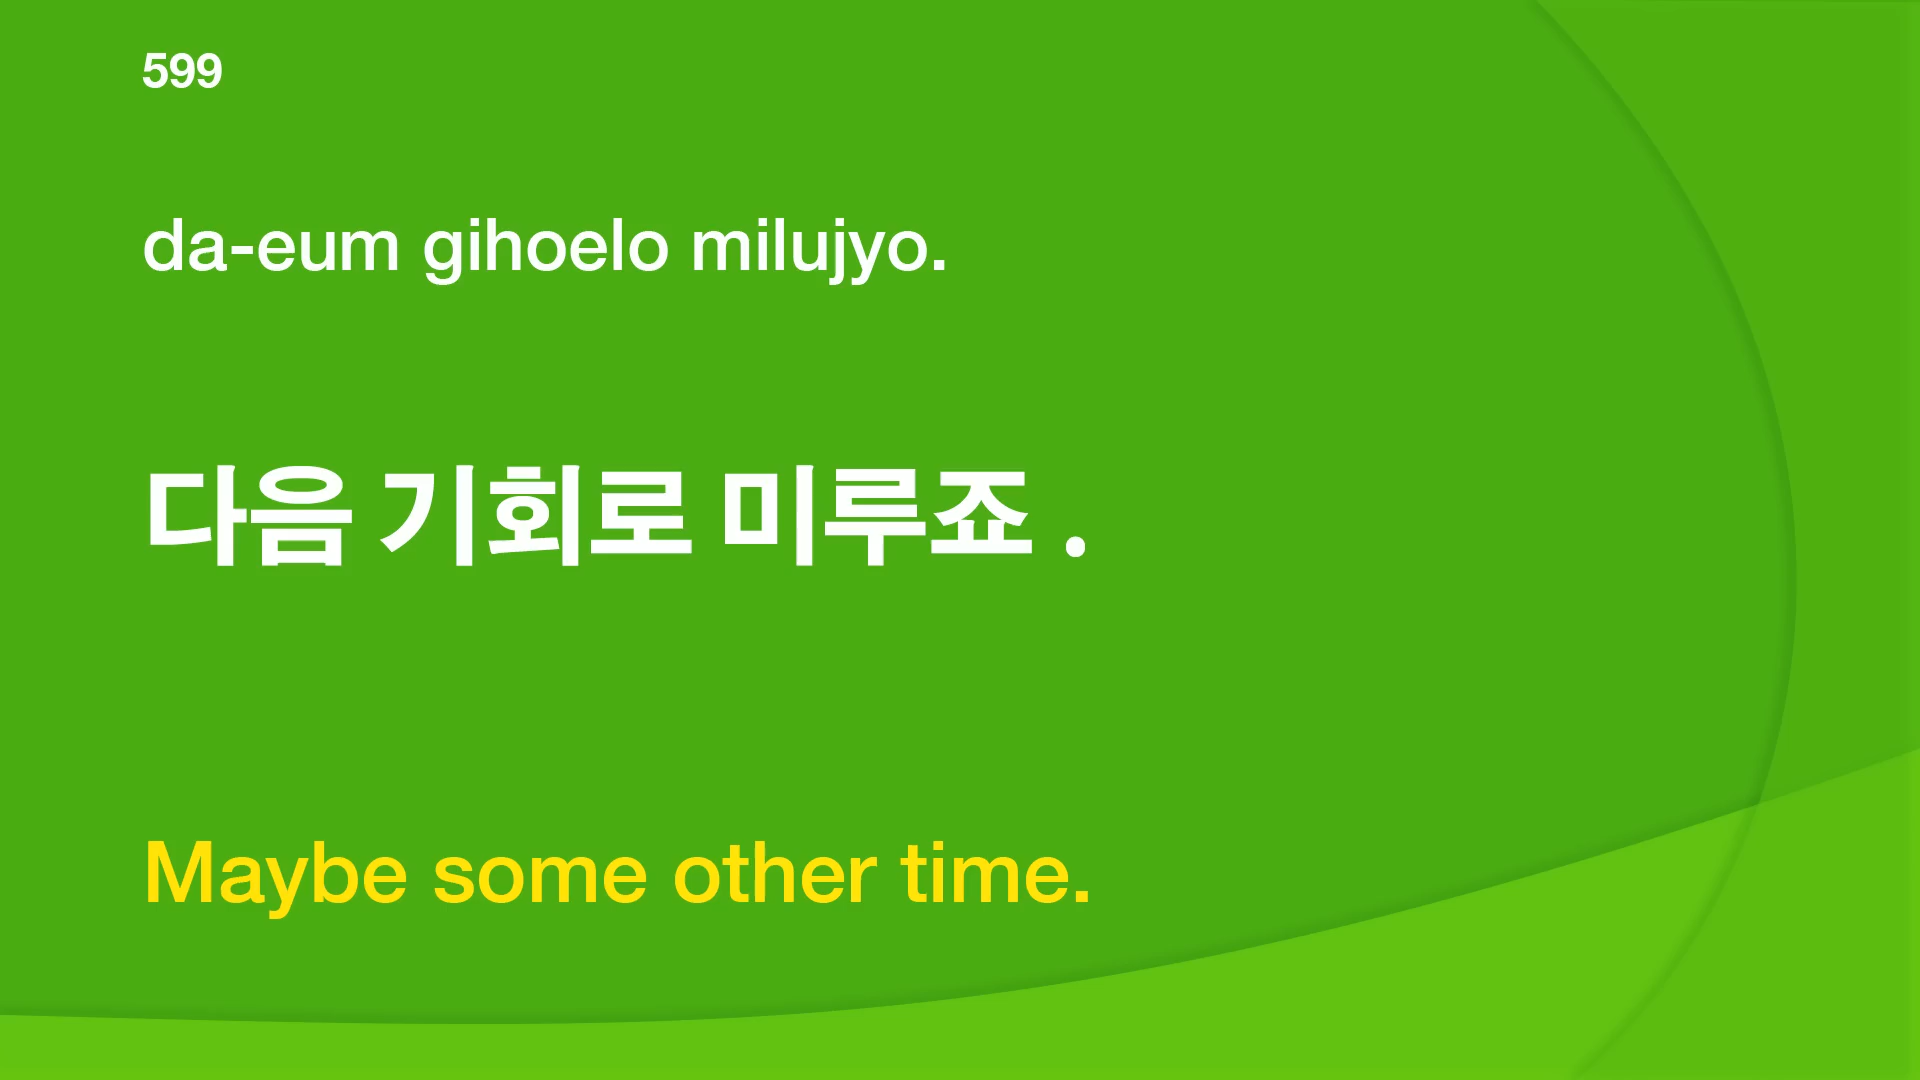 599
da-eum gihoelo milujyo.
다음 기회로 미루죠 .
Maybe some other time.